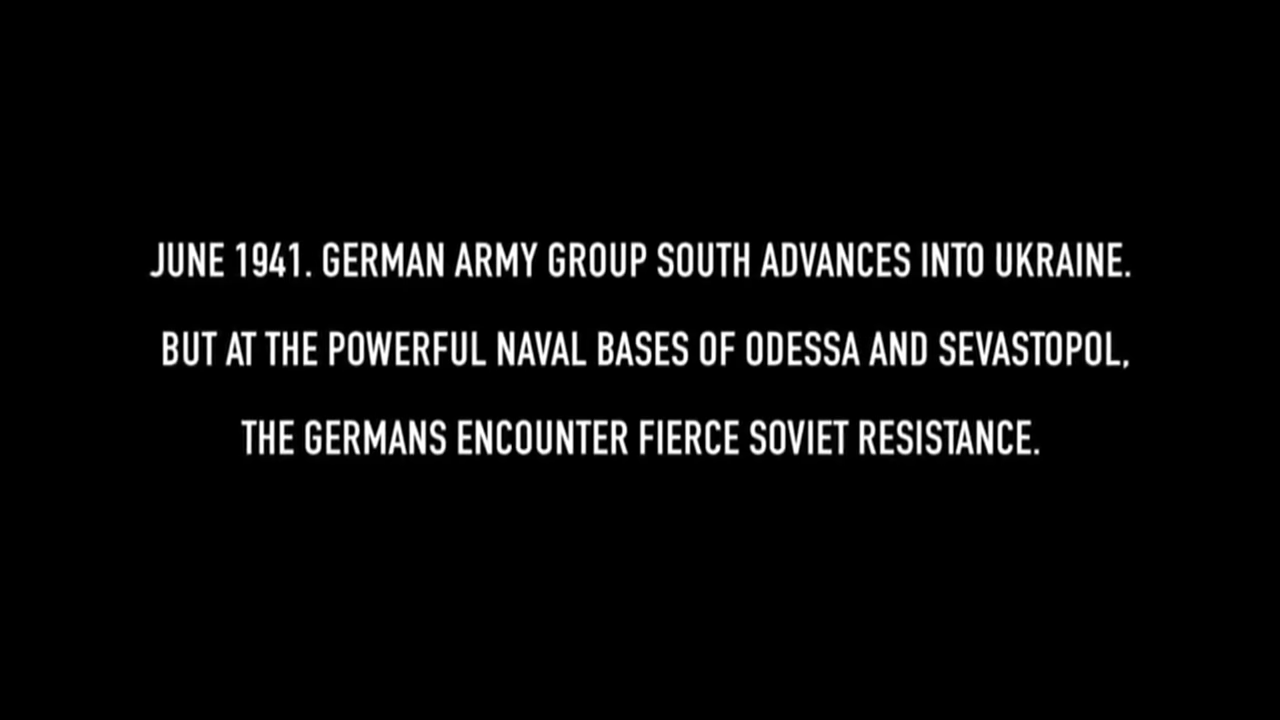 JUNE 1941. GERMAN ARMY GROUP SOUTH ADVANCES INTO UKRAINE.
BUT AT THE POWERFUL NAVAL BASES OF ODESSA AND SEVASTOPOL,
THE GERMANS ENCOUNTER FIERCE SOVIET RESISTANCE.